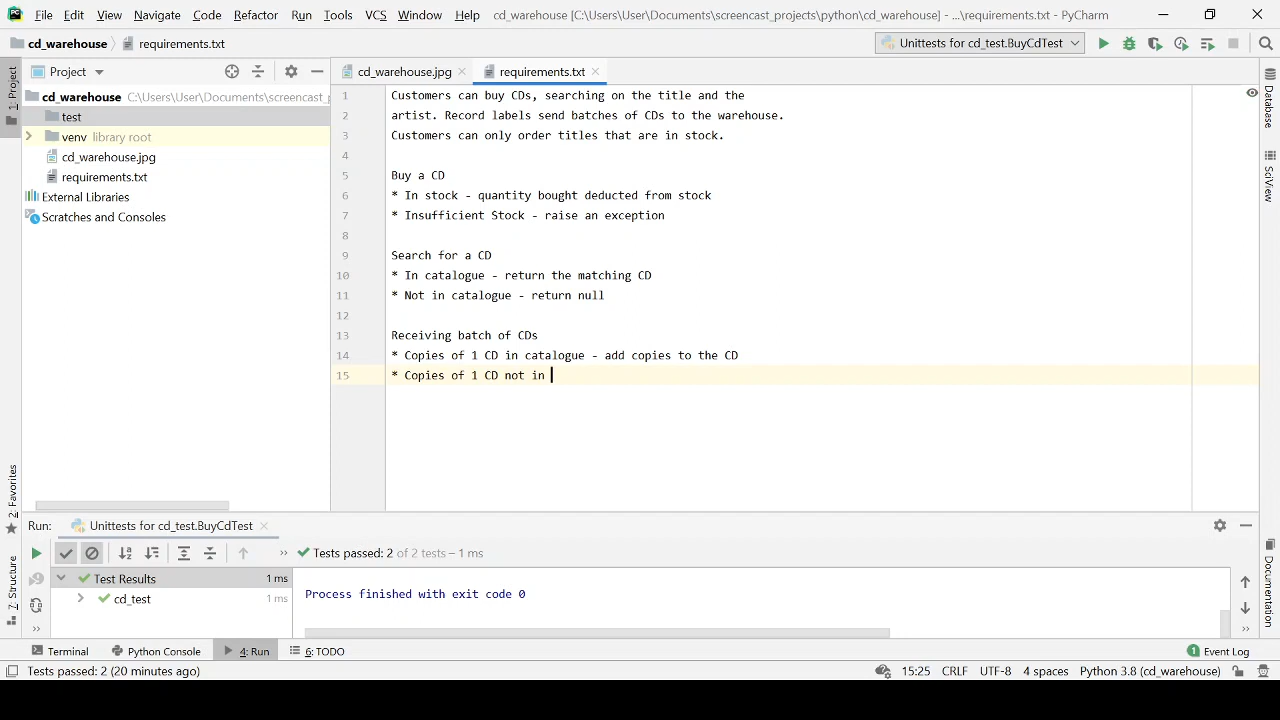 File Edit View Navigate Code Refactor Run Tools VCS Window Help cd_warehouse [C:\Users\User\Documents\screencast_projects\python\cd_warehouse] - ...\requirements.txt - PyCharm
cd_warehouse requirements.txt Unittests for cd_test.BuyCdTest
1: Project
Project
cd_warehouse.jpg requirements.txt
cd_warehouse C:\Users\User\Documents\screencast_p
test
venv library root
cd_warehouse.jpg
requirements.txt
External Libraries
Scratches and Consoles
1 Customers can buy CDs, searching on the title and the
2 artist. Record labels send batches of CDs to the warehouse.
3 Customers can only order titles that are in stock.
4
5 Buy a CD
6 * In stock - quantity bought deducted from stock
7 * Insufficient Stock - raise an exception
8
9 Search for a CD
10 * In catalogue - return the matching CD
11 * Not in catalogue - return null
12
13 Receiving batch of CDs
14 * Copies of 1 CD in catalogue - add copies to the CD
15 * Copies of 1 CD not in
Database
SciView
Documentation
2: Favorites
7: Structure
Run: Unittests for cd_test.BuyCdTest
Tests passed: 2 of 2 tests – 1 ms
Test Results 1 ms
cd_test 1 ms
Process finished with exit code 0
Terminal Python Console 4: Run 6: TODO 1 Event Log
Tests passed: 2 (20 minutes ago) 15:25 CRLF UTF-8 4 spaces Python 3.8 (cd_warehouse)